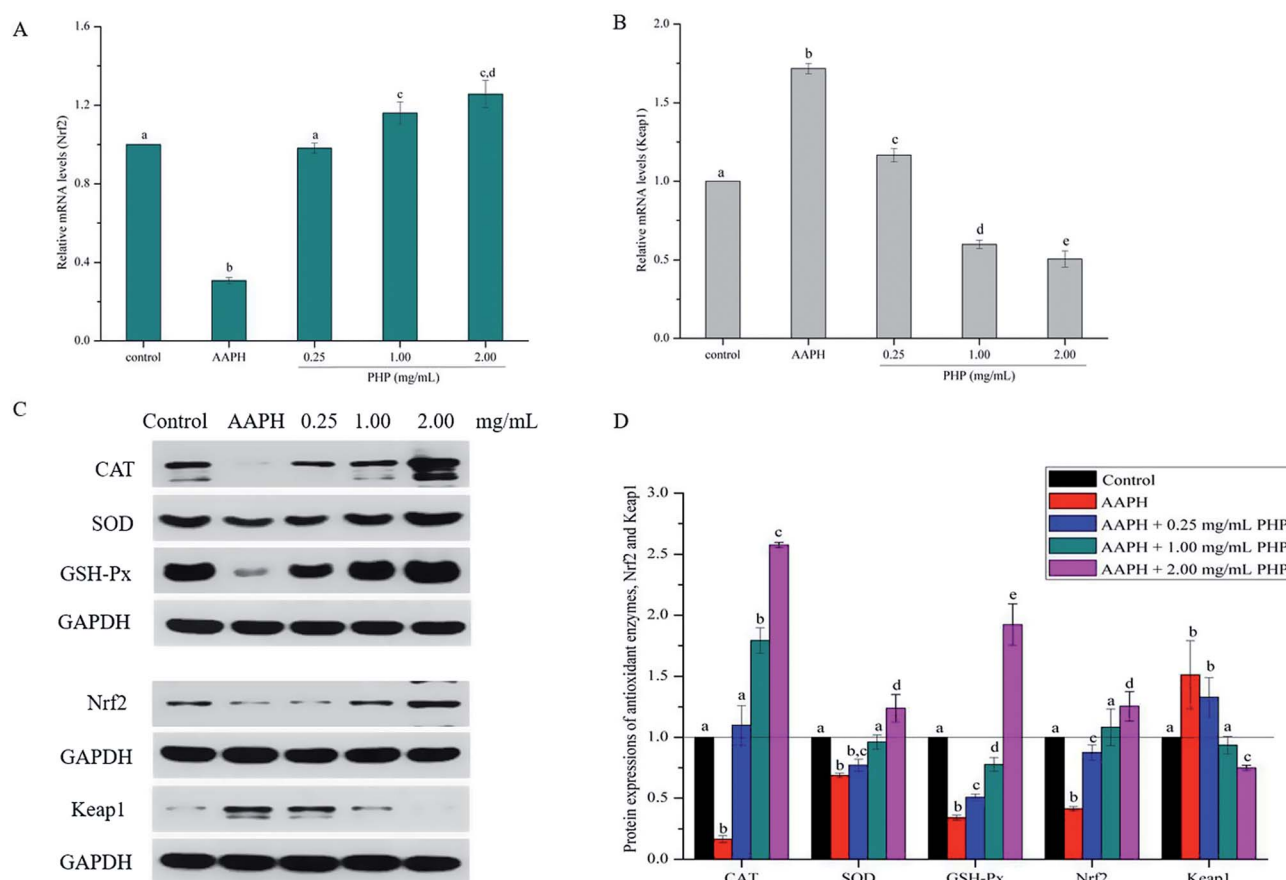 A
Relative mRNA levels (Nrf2)
1.6
1.2
0.8
0.4
0.0
a
b
a
c
c,d
control
AAPH
0.25
1.00
2.00
PHP (mg/mL)
B
Relative mRNA levels (Keap1)
2.0
1.5
1.0
0.5
0.0
a
b
c
d
e
control
AAPH
0.25
1.00
2.00
PHP (mg/mL)
C
Control AAPH 0.25 1.00 2.00 mg/mL
CAT
SOD
GSH-Px
GAPDH
Nrf2
GAPDH
Keap1
GAPDH
D
Protein expressions of antioxidant enzymes, Nrf2 and Keap1
3.0
2.5
2.0
1.5
1.0
0.5
0.0
Control
AAPH
AAPH + 0.25 mg/mL PHP
AAPH + 1.00 mg/mL PHP
AAPH + 2.00 mg/mL PHP
a b a b c
a b b,c a d
a b c d e
a b c a d
a b b a c
CAT SOD GSH-Px Nrf2 Keap1